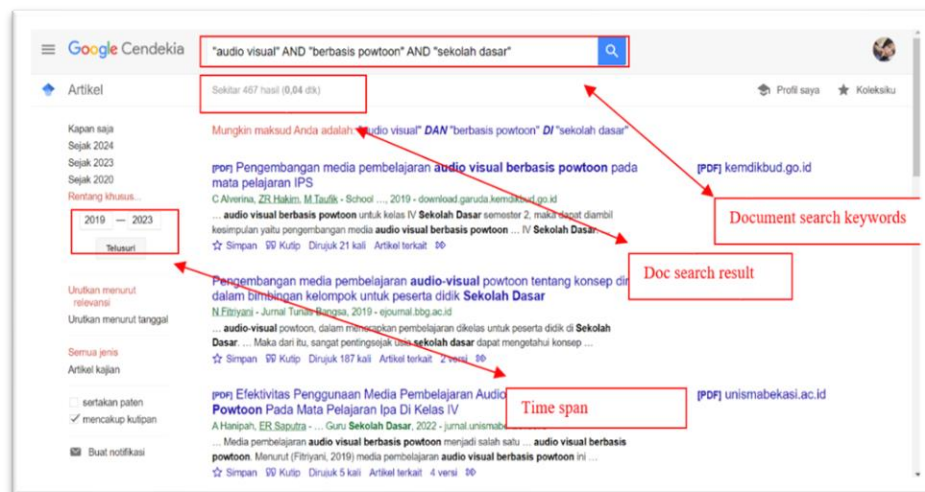 Google Cendekia
"audio visual" AND "berbasis powtoon" AND "sekolah dasar"
Artikel
Sekitar 467 hasil (0,04 dtk)
Profil saya
Koleksiku
Kapan saja
Sejak 2024
Sejak 2023
Sejak 2020
Rentang khusus...
2019 — 2023
Telusuri
Urutkan menurut
relevansi
Urutkan menurut tanggal
Semua jenis
Artikel kajian
sertakan paten
mencakup kutipan
Buat notifikasi
Mungkin maksud Anda adalah: "audio visual" DAN "berbasis powtoon" DI "sekolah dasar"
[PDF] Pengembangan media pembelajaran audio visual berbasis powtoon pada
mata pelajaran IPS
C Alverina, ZR Hakim, M Taufik - School ..., 2019 - download.garuda.kemdikbud.go.id
... audio visual berbasis powtoon untuk kelas IV Sekolah Dasar semester 2, maka dapat diambil
kesimpulan yaitu pengembangan media audio visual berbasis powtoon ... IV Sekolah Dasar
Simpan Kutip Dirujuk 21 kali Artikel terkait
[PDF] kemdikbud.go.id
Pengembangan media pembelajaran audio-visual powtoon tentang konsep diri
dalam bimbingan kelompok untuk peserta didik Sekolah Dasar
N Fitriyani - Jurnal Tunas Bangsa, 2019 - ejournal.bbg.ac.id
... audio-visual powtoon, dalam menerapkan pembelajaran dikelas untuk peserta didik di Sekolah
Dasar. ... Maka dari itu, sangat pentingsejak usia sekolah dasar dapat mengetahui konsep ...
Simpan Kutip Dirujuk 187 kali Artikel terkait 2 versi
[PDF] Efektivitas Penggunaan Media Pembelajaran Audio
Powtoon Pada Mata Pelajaran Ipa Di Kelas IV
A Hanipah, ER Saputra - ... Guru Sekolah Dasar, 2022 - jurnal.unismabe
... Media pembelajaran audio visual berbasis powtoon menjadi salah satu ... audio visual berbasis
powtoon. Menurut (Fitriyani, 2019) media pembelajaran audio visual berbasis powtoon ini ...
Simpan Kutip Dirujuk 5 kali Artikel terkait 4 versi
[PDF] unismabekasi.ac.id
Document search keywords
Doc search result
Time span